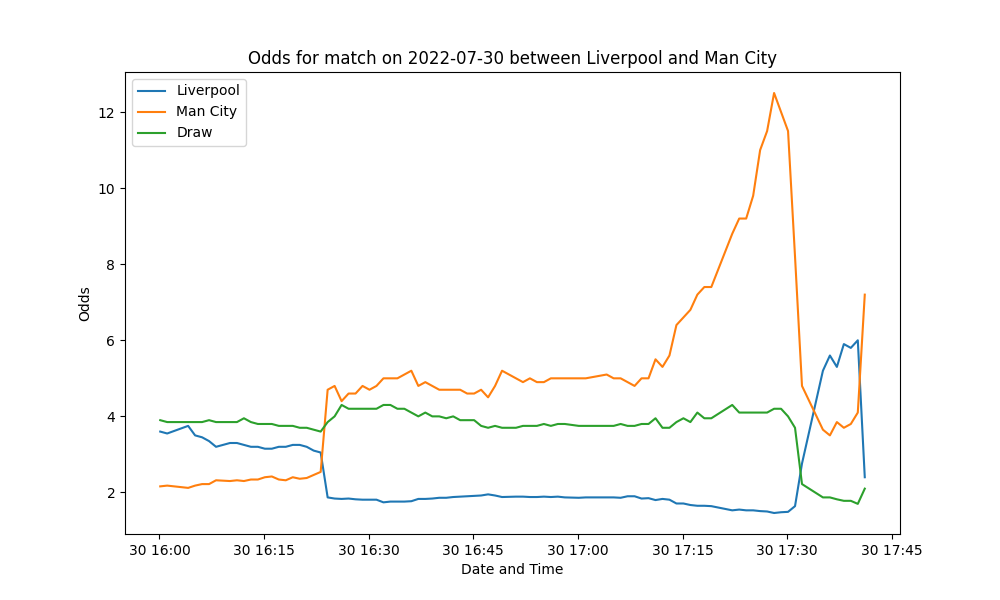 Odds for match on 2022-07-30 between Liverpool and Man City
Liverpool
Man City
Draw
12
10
8
6
4
2
Odds
30 16:00 30 16:15 30 16:30 30 16:45 30 17:00 30 17:15 30 17:30 30 17:45
Date and Time